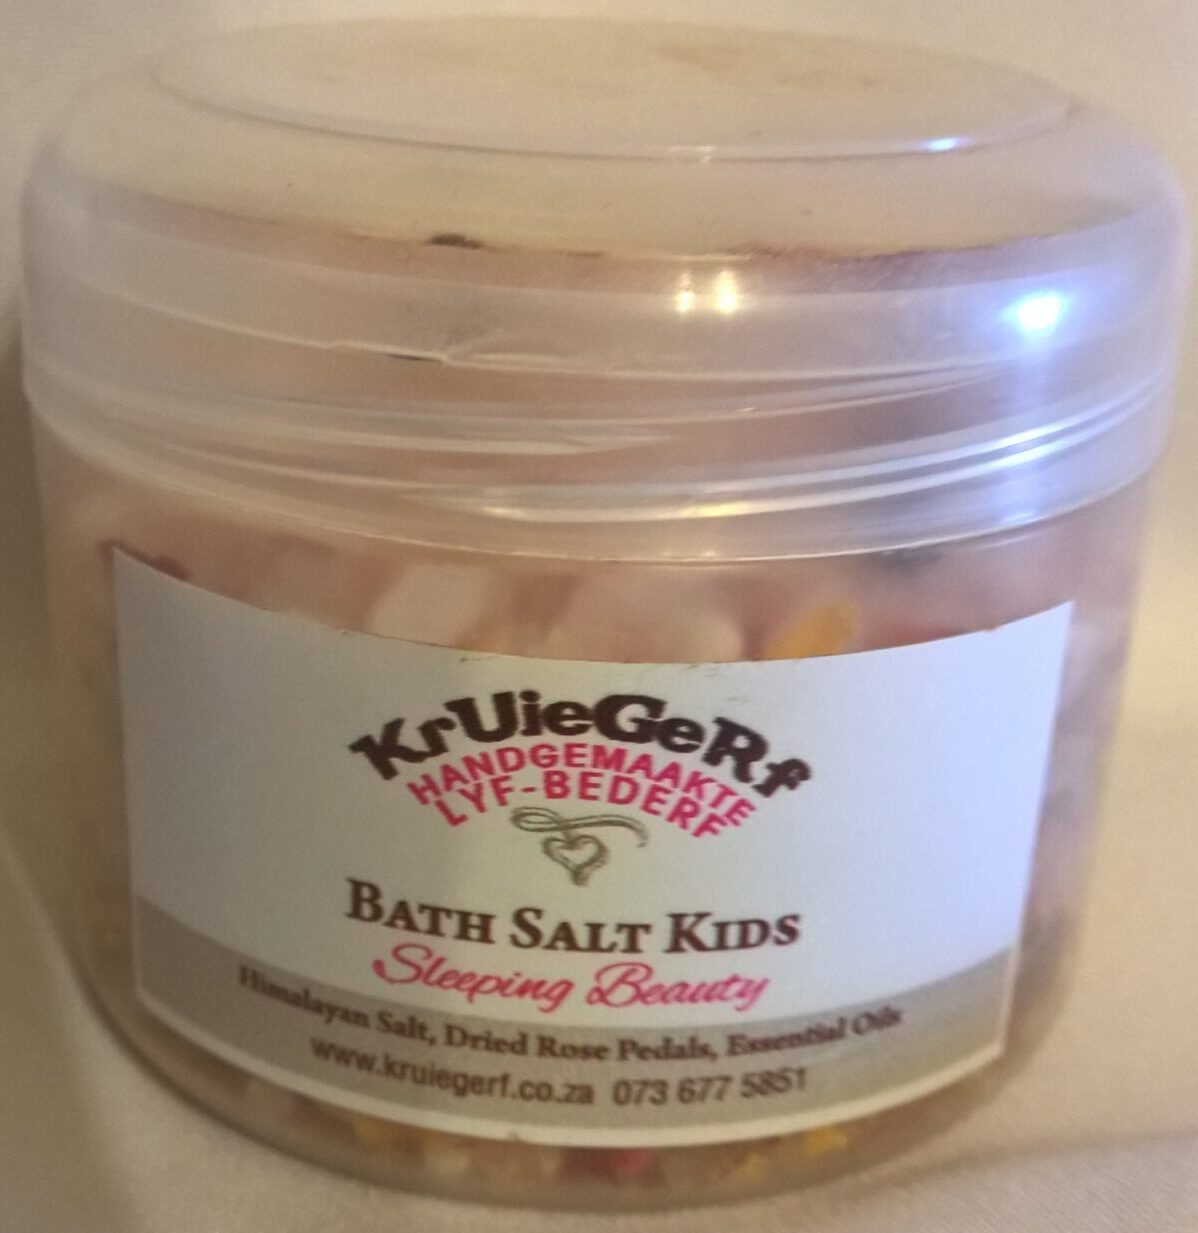 KrUieGeRf
HANDGEMAAKTE
LYF-BEDERF
BATH SALT KIDS
Sleeping Beauty
Himalayan Salt, Dried Rose Pedals, Essential Oils
www.kruiegerf.co.za 073 677 5851